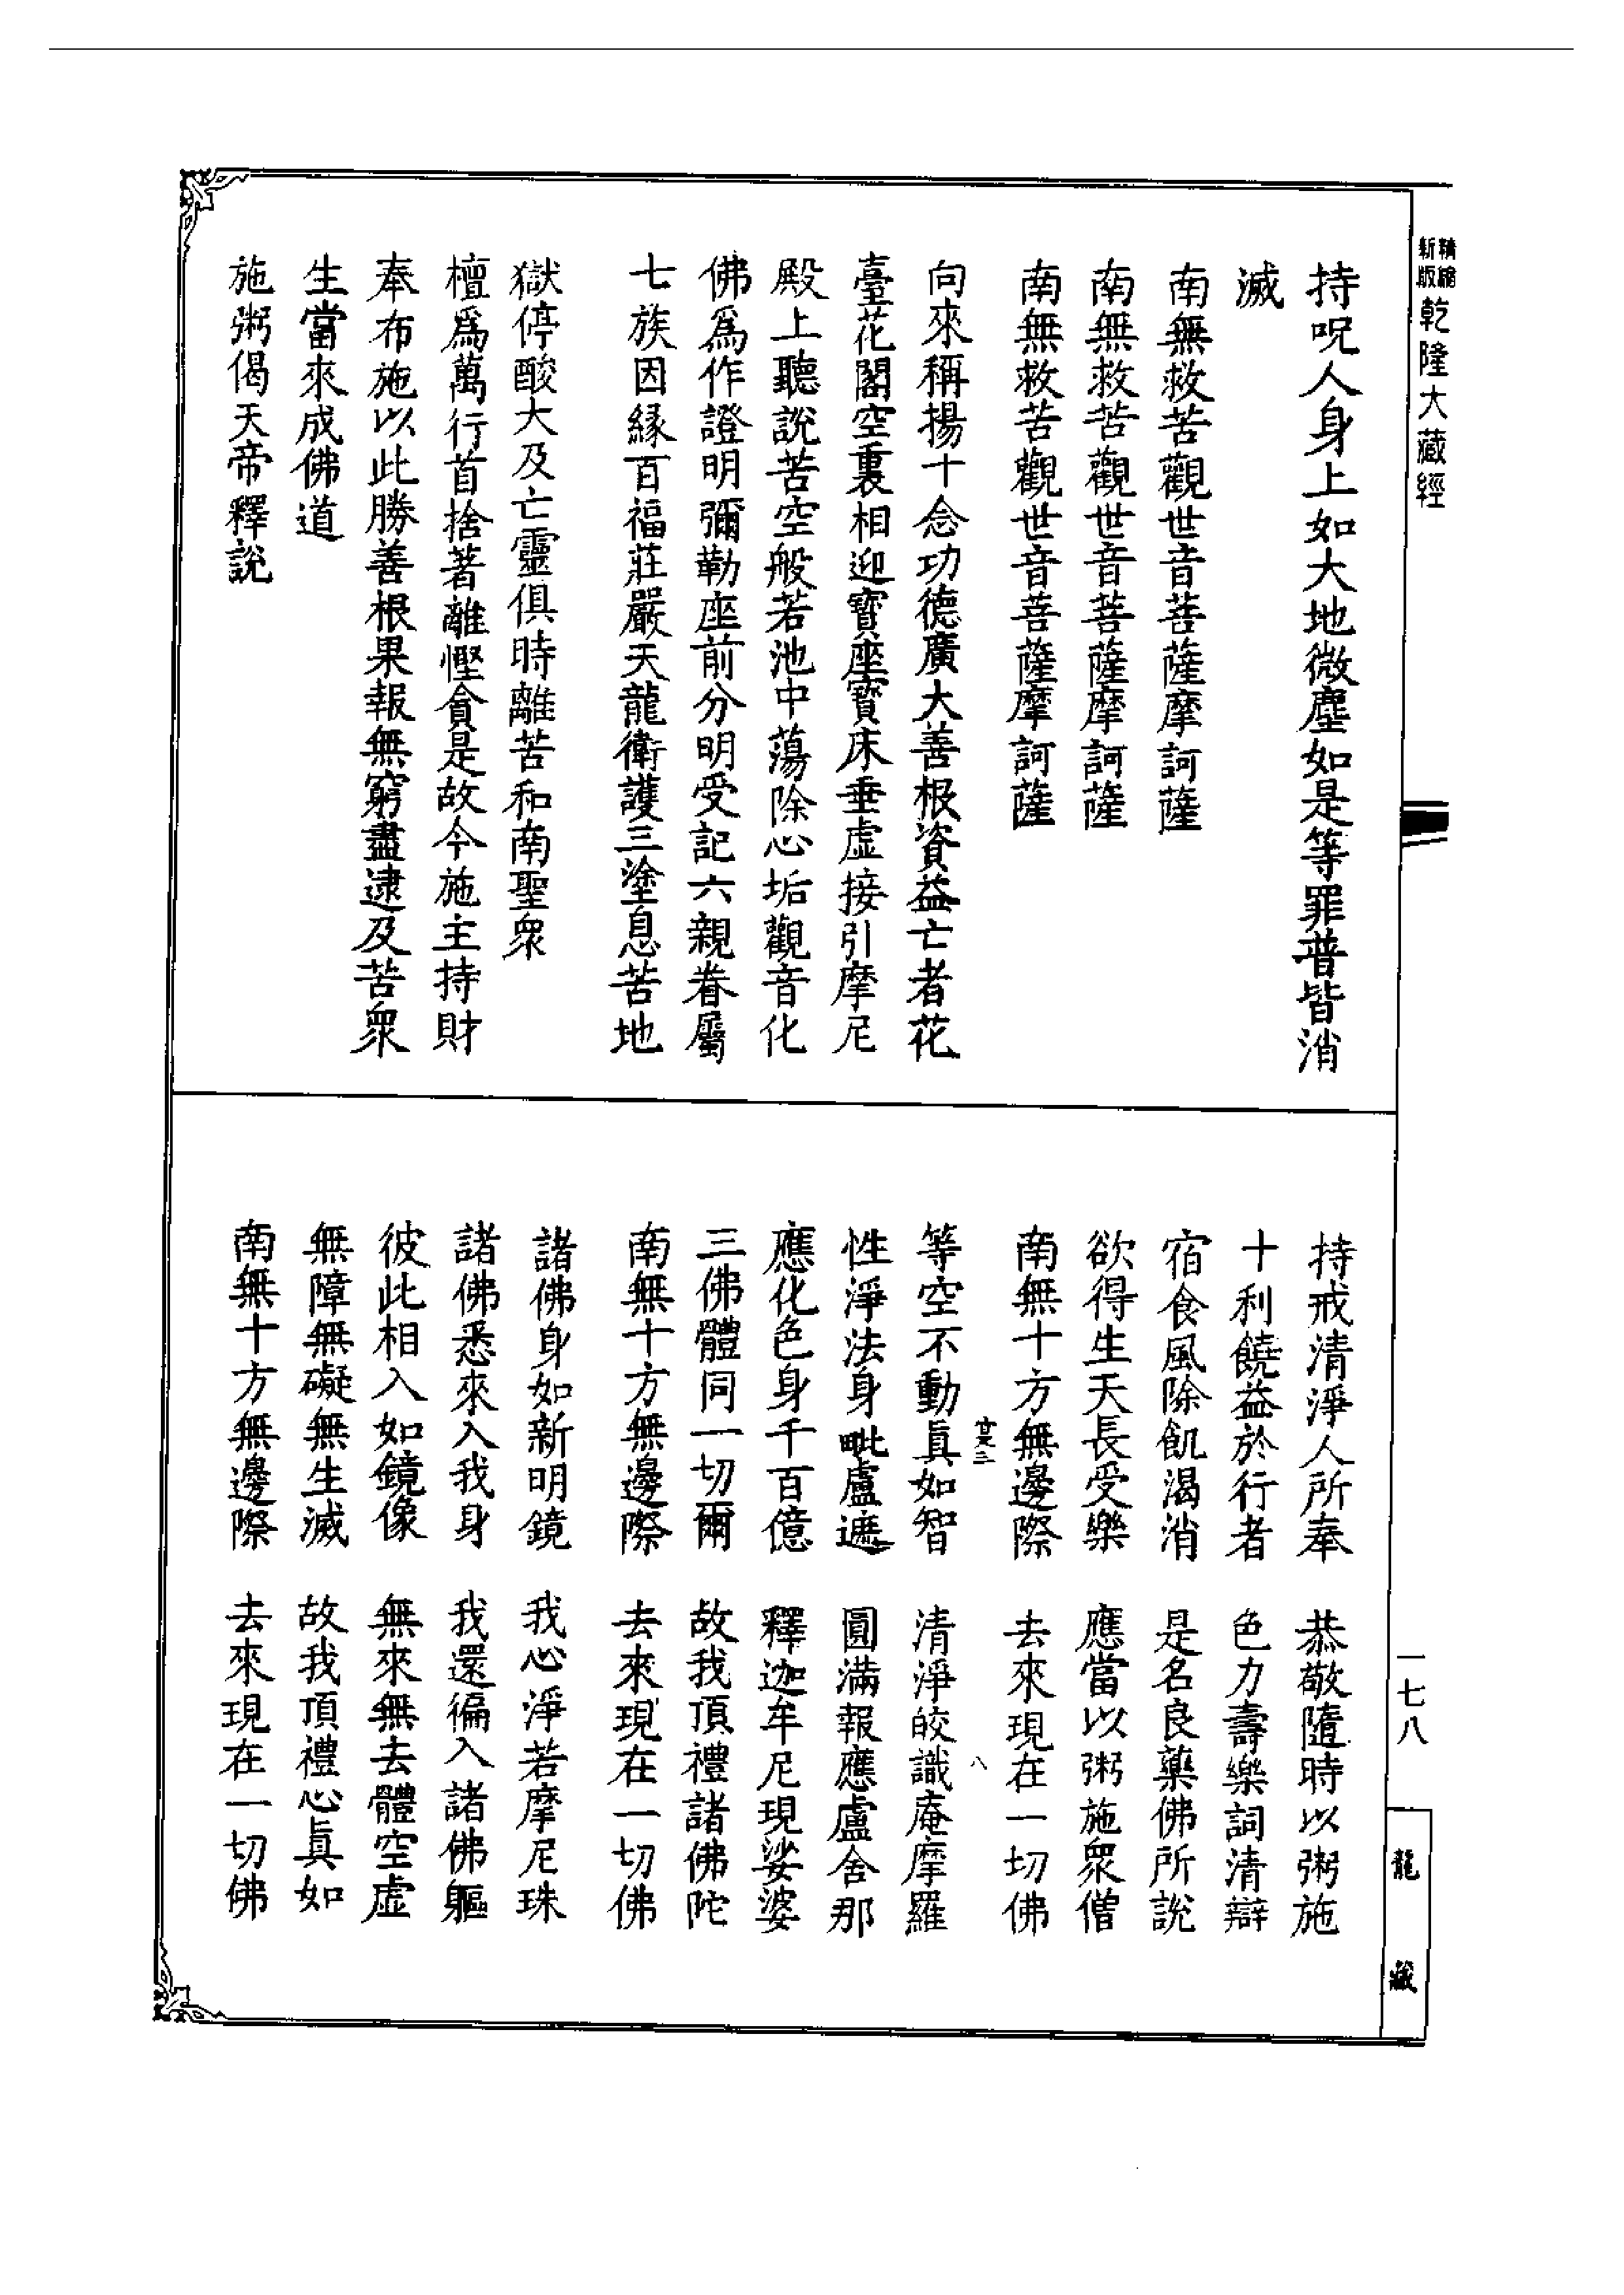 精縮新版
乾隆大藏經
持呪人身上如大地微塵如是等罪普皆消
滅
南無救苦觀世音菩薩摩訶薩
南無救苦觀世音菩薩摩訶薩
南無救苦觀世音菩薩摩訶薩
向來稱揚十念功德廣大善根資益亡者花
臺花閣空裏相迎寶座寶床垂虛接引摩尼
殿上聽說苦空般若池中蕩除心垢觀音化
佛爲作證明彌勒座前分明受記六親眷屬
七族因緣百福莊嚴天龍衛護三塗息苦地
獄停酸大及亡靈俱時離苦和南聖衆
檀爲萬行首捨著離慳貪是故今施主持財
奉布施以此勝善根果報無窮盡逮及苦衆
生當來成佛道
施粥偈天帝釋說
持戒清淨人所奉 恭敬隨時以粥施
十利饒益於行者 色力壽樂詞清辯
宿食風除飢渴消 是名良藥佛所說
欲得生天長受樂 應當以粥施衆僧
南無十方無邊際 去來現在一切佛
等空不動眞如智 清淨皎識庵摩羅
性淨法身毗盧遮 圓滿報應盧舍那
應化色身千百億 釋迦牟尼現娑婆
三佛體同一切爾 故我頂禮諸佛陀
南無十方無邊際 去來現在一切佛
諸佛身如新明鏡 我心淨若摩尼珠
諸佛悉來入我身 我還徧入諸佛軀
彼此相入如鏡像 無來無去體空虛
無障無礙無生滅 故我頂禮心眞如
南無十方無邊際 去來現在一切佛
一七八
龍藏